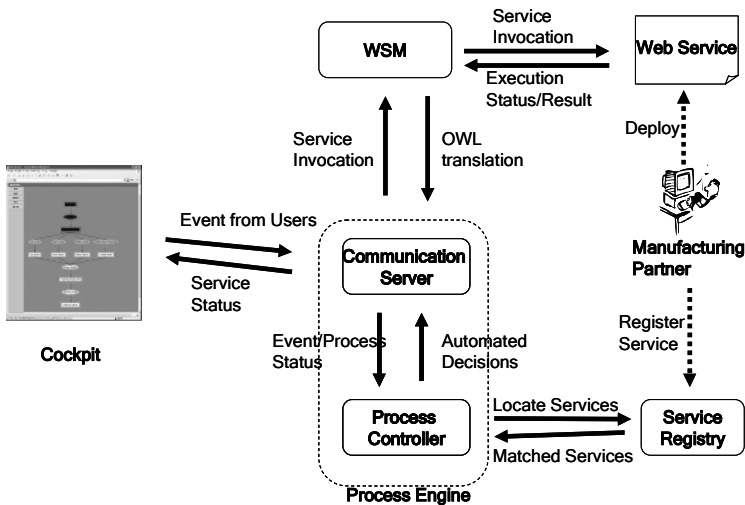 Service
Invocation
WSM
Web Service
Execution
Status/Result
Service
Invocation
OWL
translation
Deploy
Event from Users
Communication
Server
Manufacturing
Partner
Service
Status
Cockpit
Event/Process
Status
Automated
Decisions
Register
Service
Process
Controller
Locate Services
Service
Registry
Matched Services
Process Engine